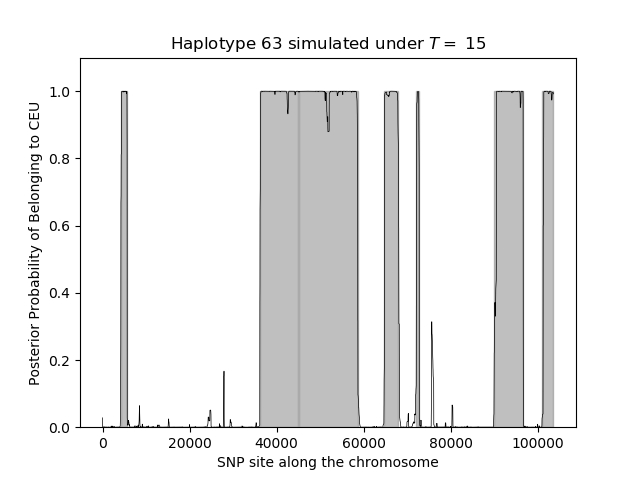 Haplotype 63 simulated under T = 15
Posterior Probability of Belonging to CEU
1.0
0.8
0.6
0.4
0.2
0.0
0 20000 40000 60000 80000 100000
SNP site along the chromosome